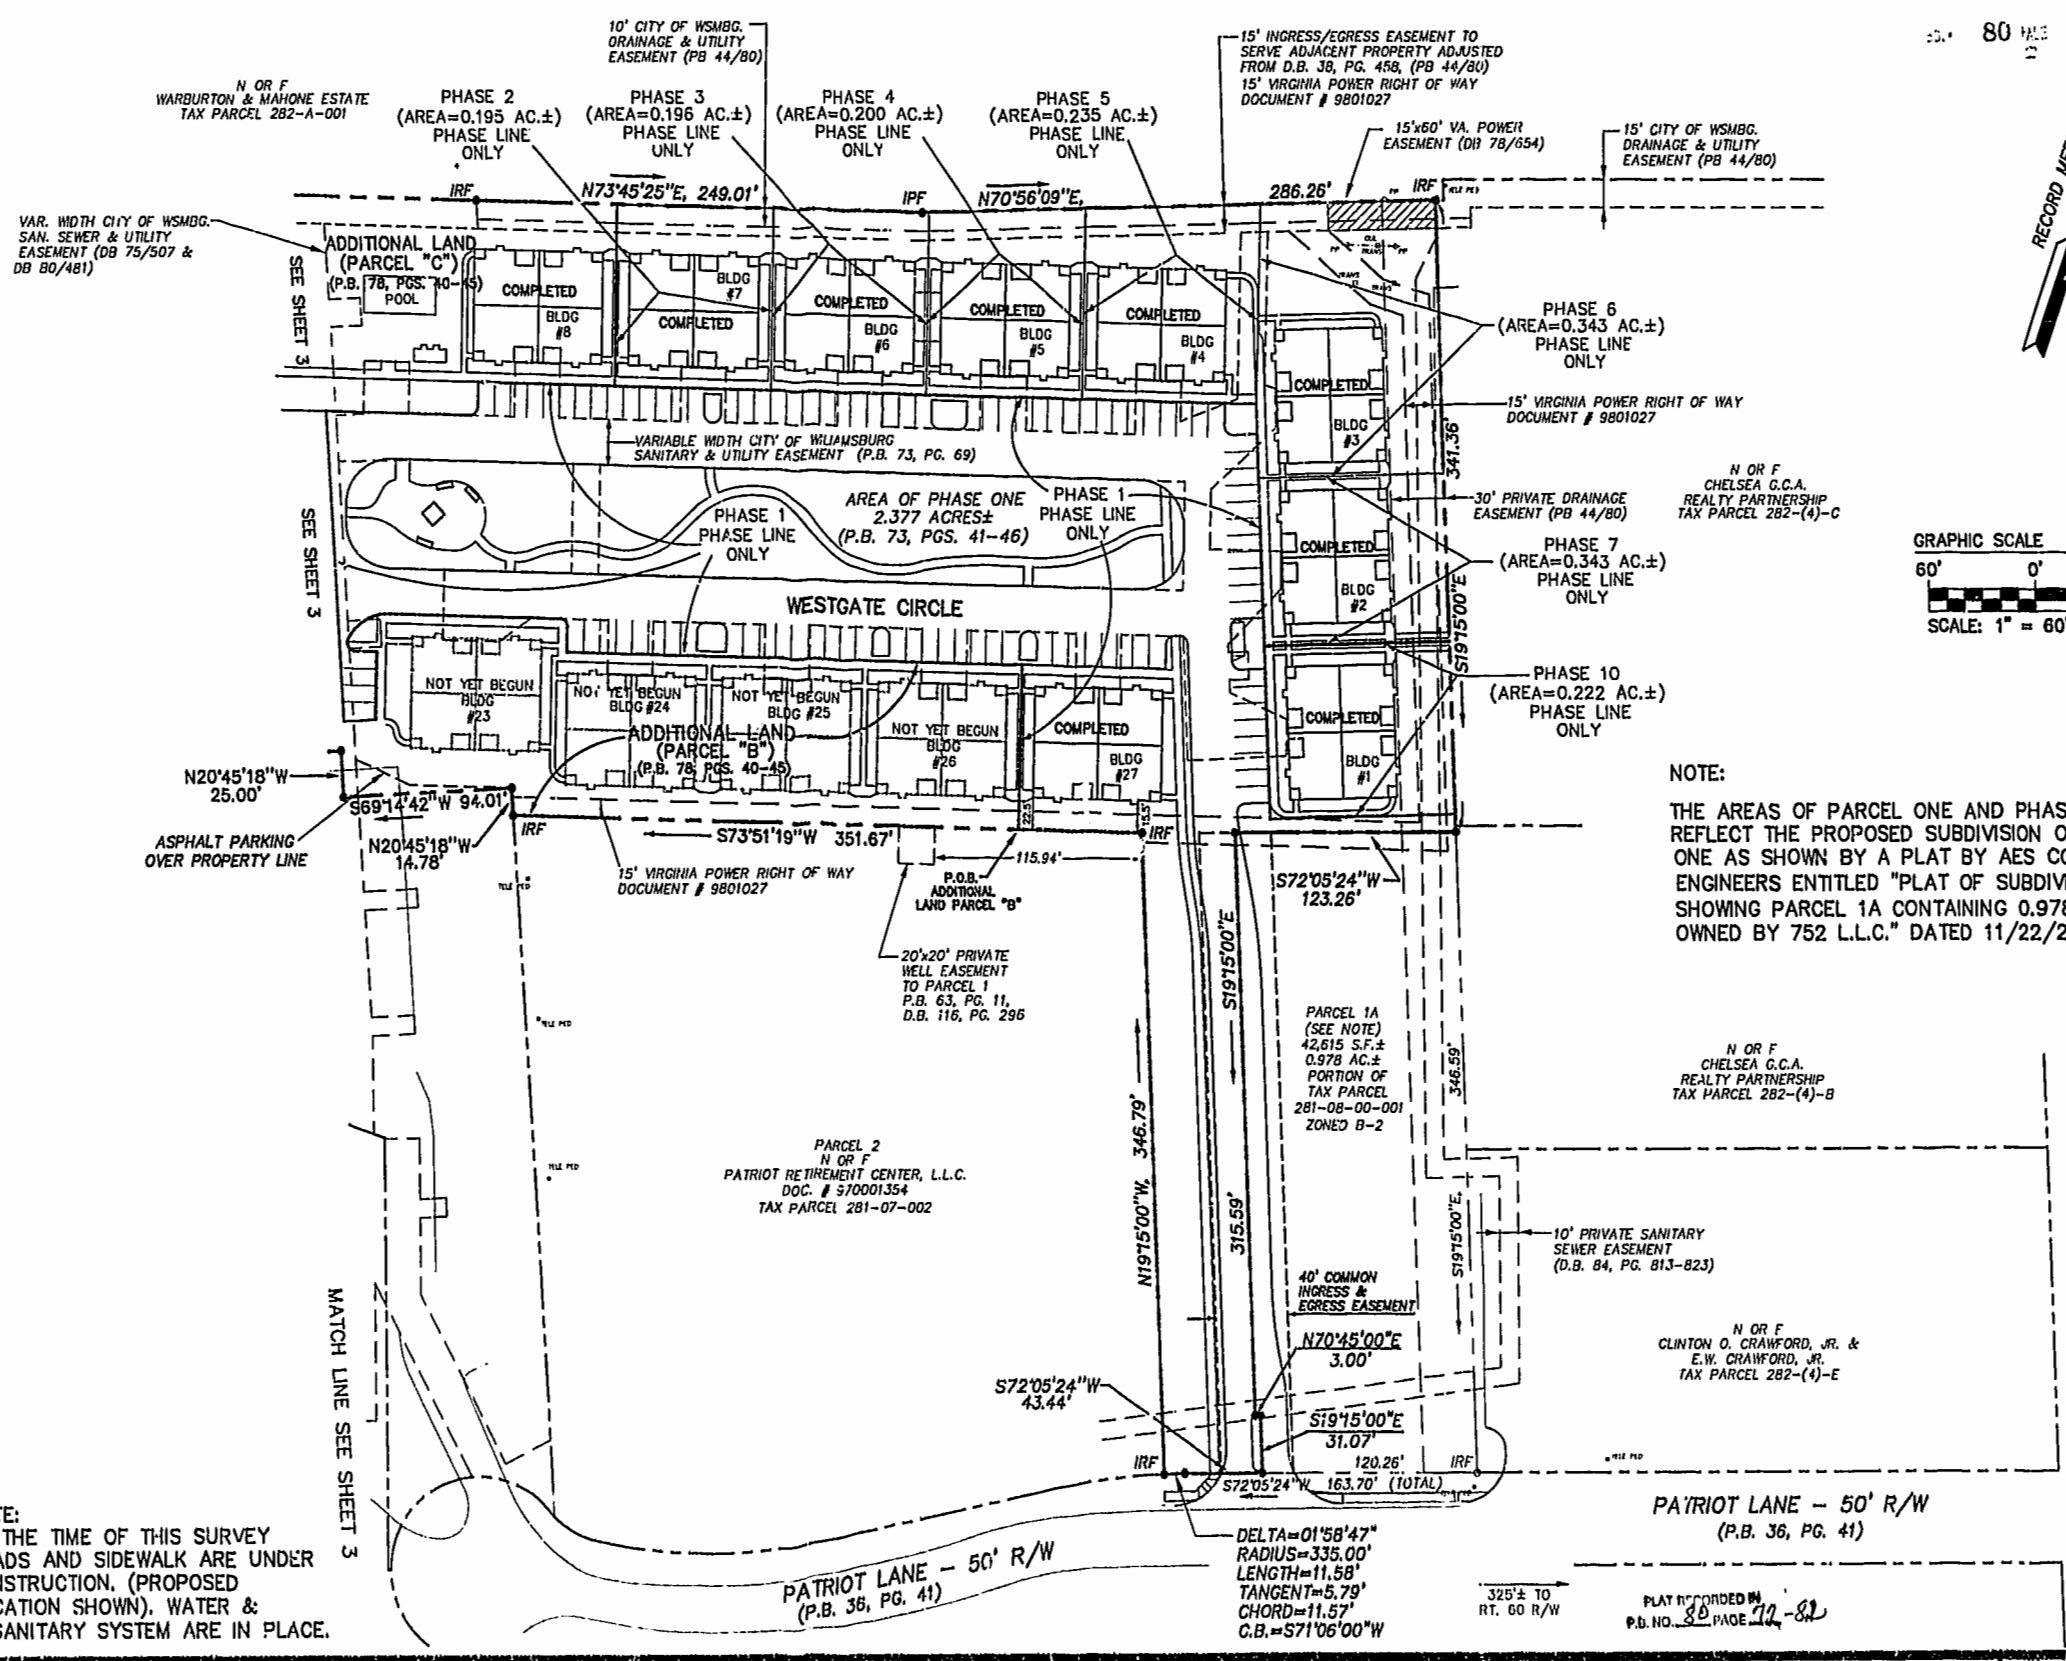 80
10' CITY OF WSMBG.
DRAINAGE & UTILITY
EASEMENT (PB 44/80)
15' INGRESS/EGRESS EASEMENT TO
SERVE ADJACENT PROPERTY ADJUSTED
FROM D.B. 38, PG. 458, (PB 44/80)
15' VIRGINIA POWER RIGHT OF WAY
DOCUMENT # 9801027
N OR F
WARBURTON & MAHONE ESTATE
TAX PARCEL 282-A-001
PHASE 2
(AREA=0.195 AC.±)
PHASE LINE
ONLY
PHASE 3
(AREA=0.196 AC.±)
PHASE LINE
ONLY
PHASE 4
(AREA=0.200 AC.±)
PHASE LINE
ONLY
PHASE 5
(AREA=0.235 AC.±)
PHASE LINE
ONLY
15'x60' VA. POWER
EASEMENT (DB 78/654)
15' CITY OF WSMBG.
DRAINAGE & UTILITY
EASEMENT (PB 44/80)
RECORD
IRF
N73°45'25"E, 249.01'
IPF
N70°56'09"E,
286.26'
IRF
TELE PED
VAR. WIDTH CITY OF WSMBG.
SAN. SEWER & UTILITY
EASEMENT (DB 75/507 &
DB 80/481)
ADDITIONAL LAND
(PARCEL "C")
(P.B. 78, PGS. 40-45)
POOL
SEE SHEET 3
COMPLETED
BLDG
#8
BLDG
#7
COMPLETED
COMPLETED
BLDG
#6
COMPLETED
BLDG
#5
COMPLETED
BLDG
#4
PP
TRANS
PP
TRANS
TRANS
PHASE 6
(AREA=0.343 AC.±)
PHASE LINE
ONLY
COMPLETED
BLDG
#3
15' VIRGINIA POWER RIGHT OF WAY
DOCUMENT # 9801027
341.36'
VARIABLE WIDTH CITY OF WILLIAMSBURG
SANITARY & UTILITY EASEMENT (P.B. 73, PG. 69)
N OR F
CHELSEA G.C.A.
REALTY PARTNERSHIP
TAX PARCEL 282-(4)-C
AREA OF PHASE ONE
2.377 ACRES±
(P.B. 73, PGS. 41-46)
PHASE 1
PHASE LINE
ONLY
PHASE 1
PHASE LINE
ONLY
30' PRIVATE DRAINAGE
EASEMENT (PB 44/80)
SEE SHEET 3
COMPLETED
BLDG
#2
PHASE 7
(AREA=0.343 AC.±)
PHASE LINE
ONLY
S19°15'00"E
GRAPHIC SCALE
60' 0'
SCALE: 1" = 60'
WESTGATE CIRCLE
NOT YET BEGUN
BLDG
#23
NOT YET BEGUN
BLDG #24
NOT YET BEGUN
BLDG #25
NOT YET BEGUN
BLDG
#26
COMPLETED
BLDG
#27
ADDITIONAL LAND
(PARCEL "B")
(P.B. 78, PGS. 40-45)
COMPLETED
BLDG
#1
PHASE 10
(AREA=0.222 AC.±)
PHASE LINE
ONLY
22.5'
15.5'
N20°45'18"W
25.00'
S69°14'42"W 94.01'
ASPHALT PARKING
OVER PROPERTY LINE
N20°45'18"W
14.78'
IRF
S73°51'19"W 351.67'
IRF
115.94'
15' VIRGINIA POWER RIGHT OF WAY
DOCUMENT # 9801027
P.O.B.
ADDITIONAL
LAND PARCEL "B"
S72°05'24"W
123.26'
NOTE:
THE AREAS OF PARCEL ONE AND PHAS
REFLECT THE PROPOSED SUBDIVISION O
ONE AS SHOWN BY A PLAT BY AES CO
ENGINEERS ENTITLED "PLAT OF SUBDIV
SHOWING PARCEL 1A CONTAINING 0.978
OWNED BY 752 L.L.C." DATED 11/22/2
TELE PED
20'x20' PRIVATE
WELL EASEMENT
TO PARCEL 1
P.B. 63, PG. 11,
D.B. 116, PG. 296
S19°15'00"E
315.59'
N19°15'00"W, 346.79'
PARCEL 1A
(SEE NOTE)
42,615 S.F.±
0.978 AC.±
PORTION OF
TAX PARCEL
281-08-00-001
ZONED B-2
346.59'
S19°15'00"E,
N OR F
CHELSEA G.C.A.
REALTY PARTNERSHIP
TAX PARCEL 282-(4)-B
TELE PED
PARCEL 2
N OR F
PATRIOT RETIREMENT CENTER, L.L.C.
DOC. # 970001354
TAX PARCEL 281-07-002
TELE PED
10' PRIVATE SANITARY
SEWER EASEMENT
(D.B. 84, PG. 813-823)
40' COMMON
INGRESS &
EGRESS EASEMENT
N70°45'00"E
3.00'
N OR F
CLINTON O. CRAWFORD, JR. &
E.W. CRAWFORD, JR.
TAX PARCEL 282-(4)-E
S72°05'24"W
43.44'
S19°15'00"E
31.07'
MATCH LINE SEE SHEET 3
IRF
120.26'
IRF
S72°05'24"W 163.70' (TOTAL)
TELE PED
PATRIOT LANE - 50' R/W
(P.B. 36, PG. 41)
TE:
THE TIME OF THIS SURVEY
ADS AND SIDEWALK ARE UNDER
NSTRUCTION. (PROPOSED
CATION SHOWN). WATER &
SANITARY SYSTEM ARE IN PLACE.
PATRIOT LANE - 50' R/W
(P.B. 36, PG. 41)
DELTA=01°58'47"
RADIUS=335.00'
LENGTH=11.58'
TANGENT=5.79'
CHORD=11.57'
C.B.=S71°06'00"W
325'± TO
RT. 60 R/W
PLAT RECORDED IN
P.B. NO. 80 PAGE 72-82